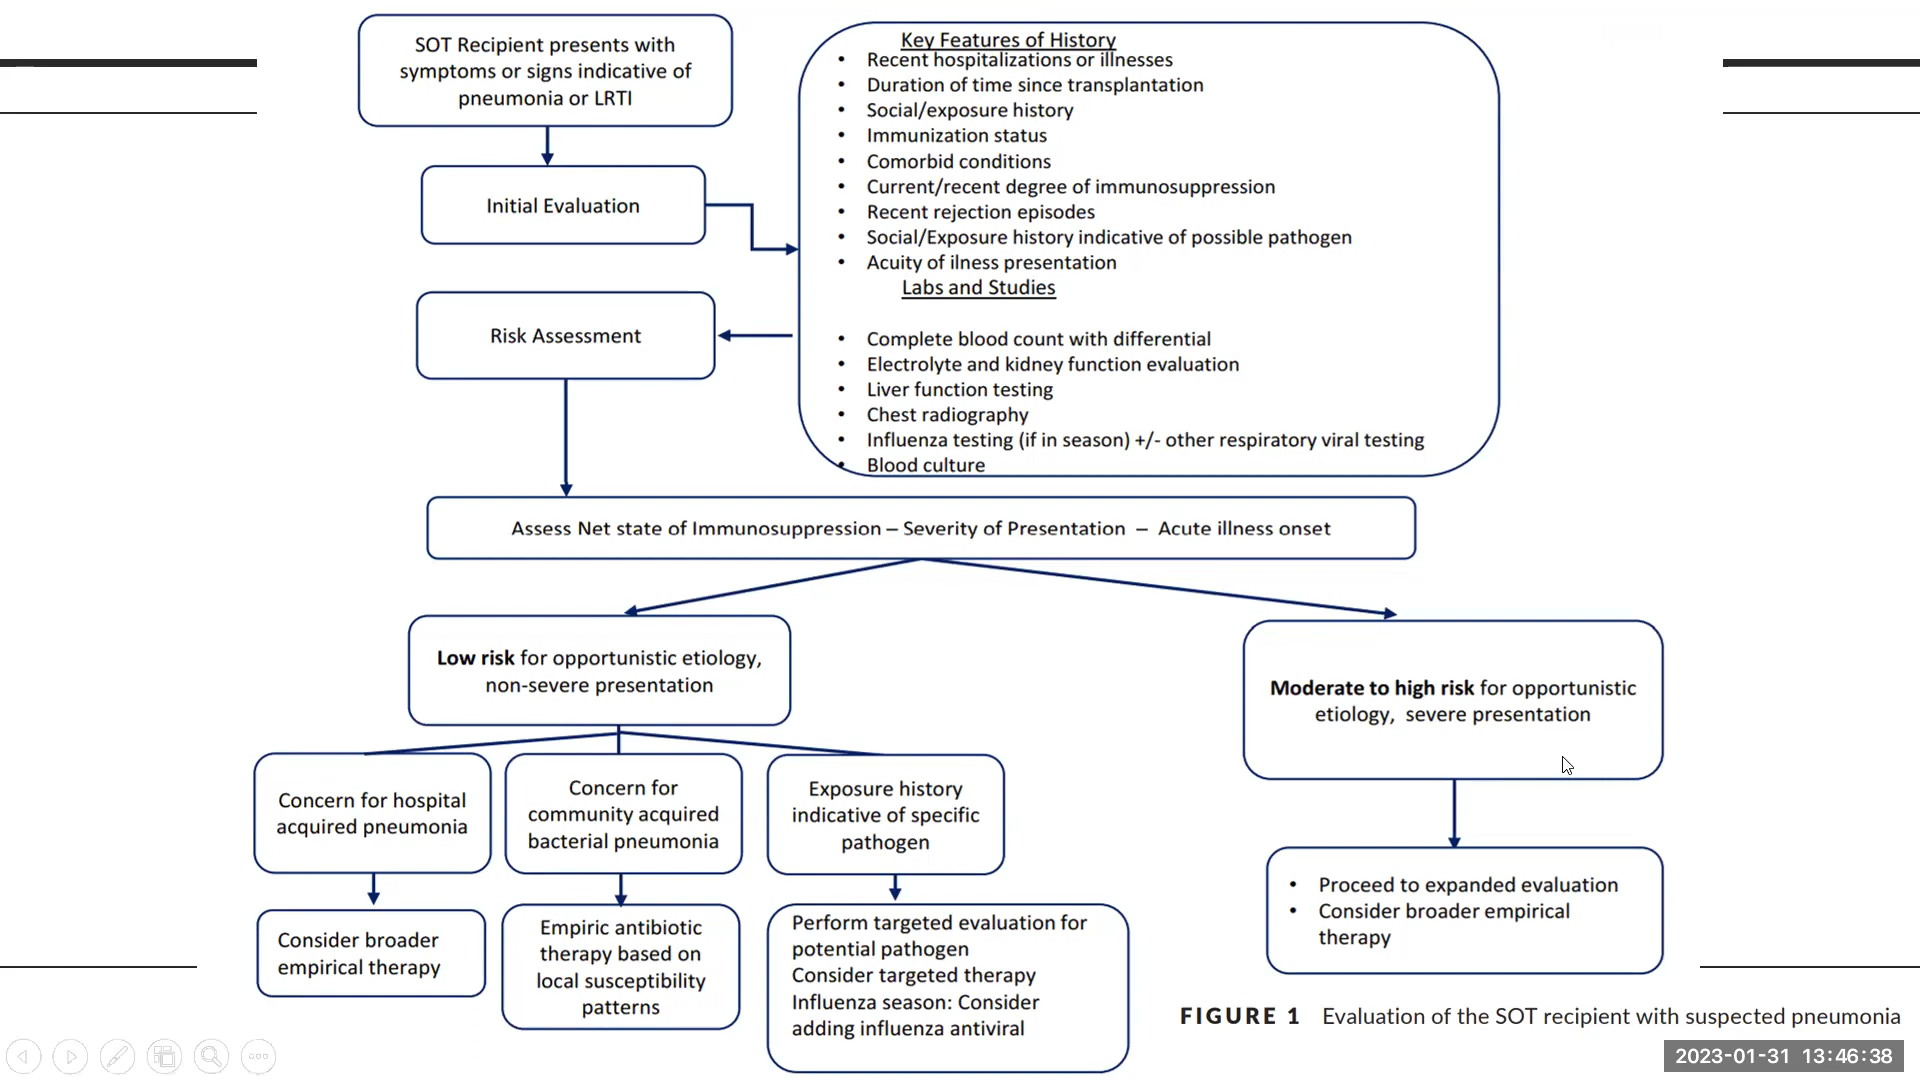 SOT Recipient presents with
symptoms or signs indicative of
pneumonia or LRTI
Initial Evaluation
Key Features of History
• Recent hospitalizations or illnesses
• Duration of time since transplantation
• Social/exposure history
• Immunization status
• Comorbid conditions
• Current/recent degree of immunosuppression
• Recent rejection episodes
• Social/Exposure history indicative of possible pathogen
• Acuity of ilness presentation
Labs and Studies
• Complete blood count with differential
• Electrolyte and kidney function evaluation
• Liver function testing
• Chest radiography
• Influenza testing (if in season) +/- other respiratory viral testing
• Blood culture
Risk Assessment
Assess Net state of Immunosuppression – Severity of Presentation – Acute illness onset
Low risk for opportunistic etiology,
non-severe presentation
Moderate to high risk for opportunistic
etiology, severe presentation
Concern for hospital
acquired pneumonia
Concern for
community acquired
bacterial pneumonia
Exposure history
indicative of specific
pathogen
Consider broader
empirical therapy
Empiric antibiotic
therapy based on
local susceptibility
patterns
Perform targeted evaluation for
potential pathogen
Consider targeted therapy
Influenza season: Consider
adding influenza antiviral
• Proceed to expanded evaluation
• Consider broader empirical
therapy
FIGURE 1 Evaluation of the SOT recipient with suspected pneumonia
2023-01-31 13:46:38